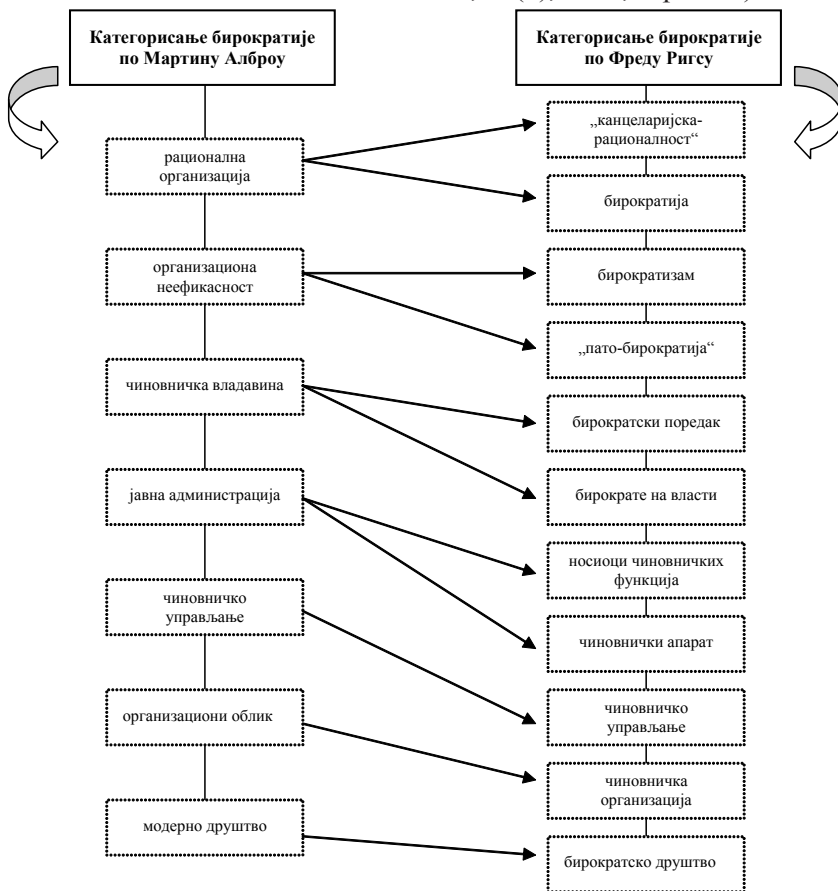 Категорисање бирократије
по Мартину Алброу
рационална
организација
организациона
неефикасност
чиновничка владавина
јавна администрација
чиновничко
управљање
организациони облик
модерно друштво
Категорисање бирократије
по Фреду Ригсу
„канцеларијска-
рационалност“
бирократија
бирократизам
„пато-бирократија“
бирократски поредак
бирократе на власти
носиоци чиновничких
функција
чиновнички апарат
чиновничко
управљање
чиновничка
организација
бирократско друштво